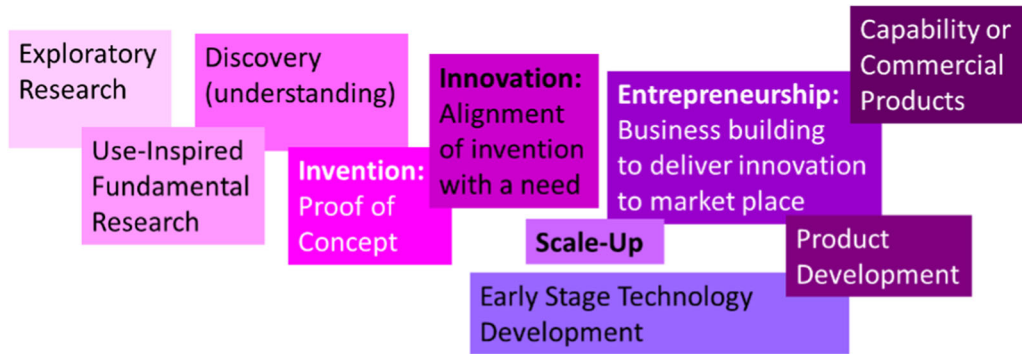 Exploratory
Research
Use-Inspired
Fundamental
Research
Discovery
(understanding)
Invention:
Proof of
Concept
Innovation:
Alignment
of invention
with a need
Scale-Up
Early Stage Technology
Development
Entrepreneurship:
Business building
to deliver innovation
to market place
Product
Development
Capability or
Commercial
Products